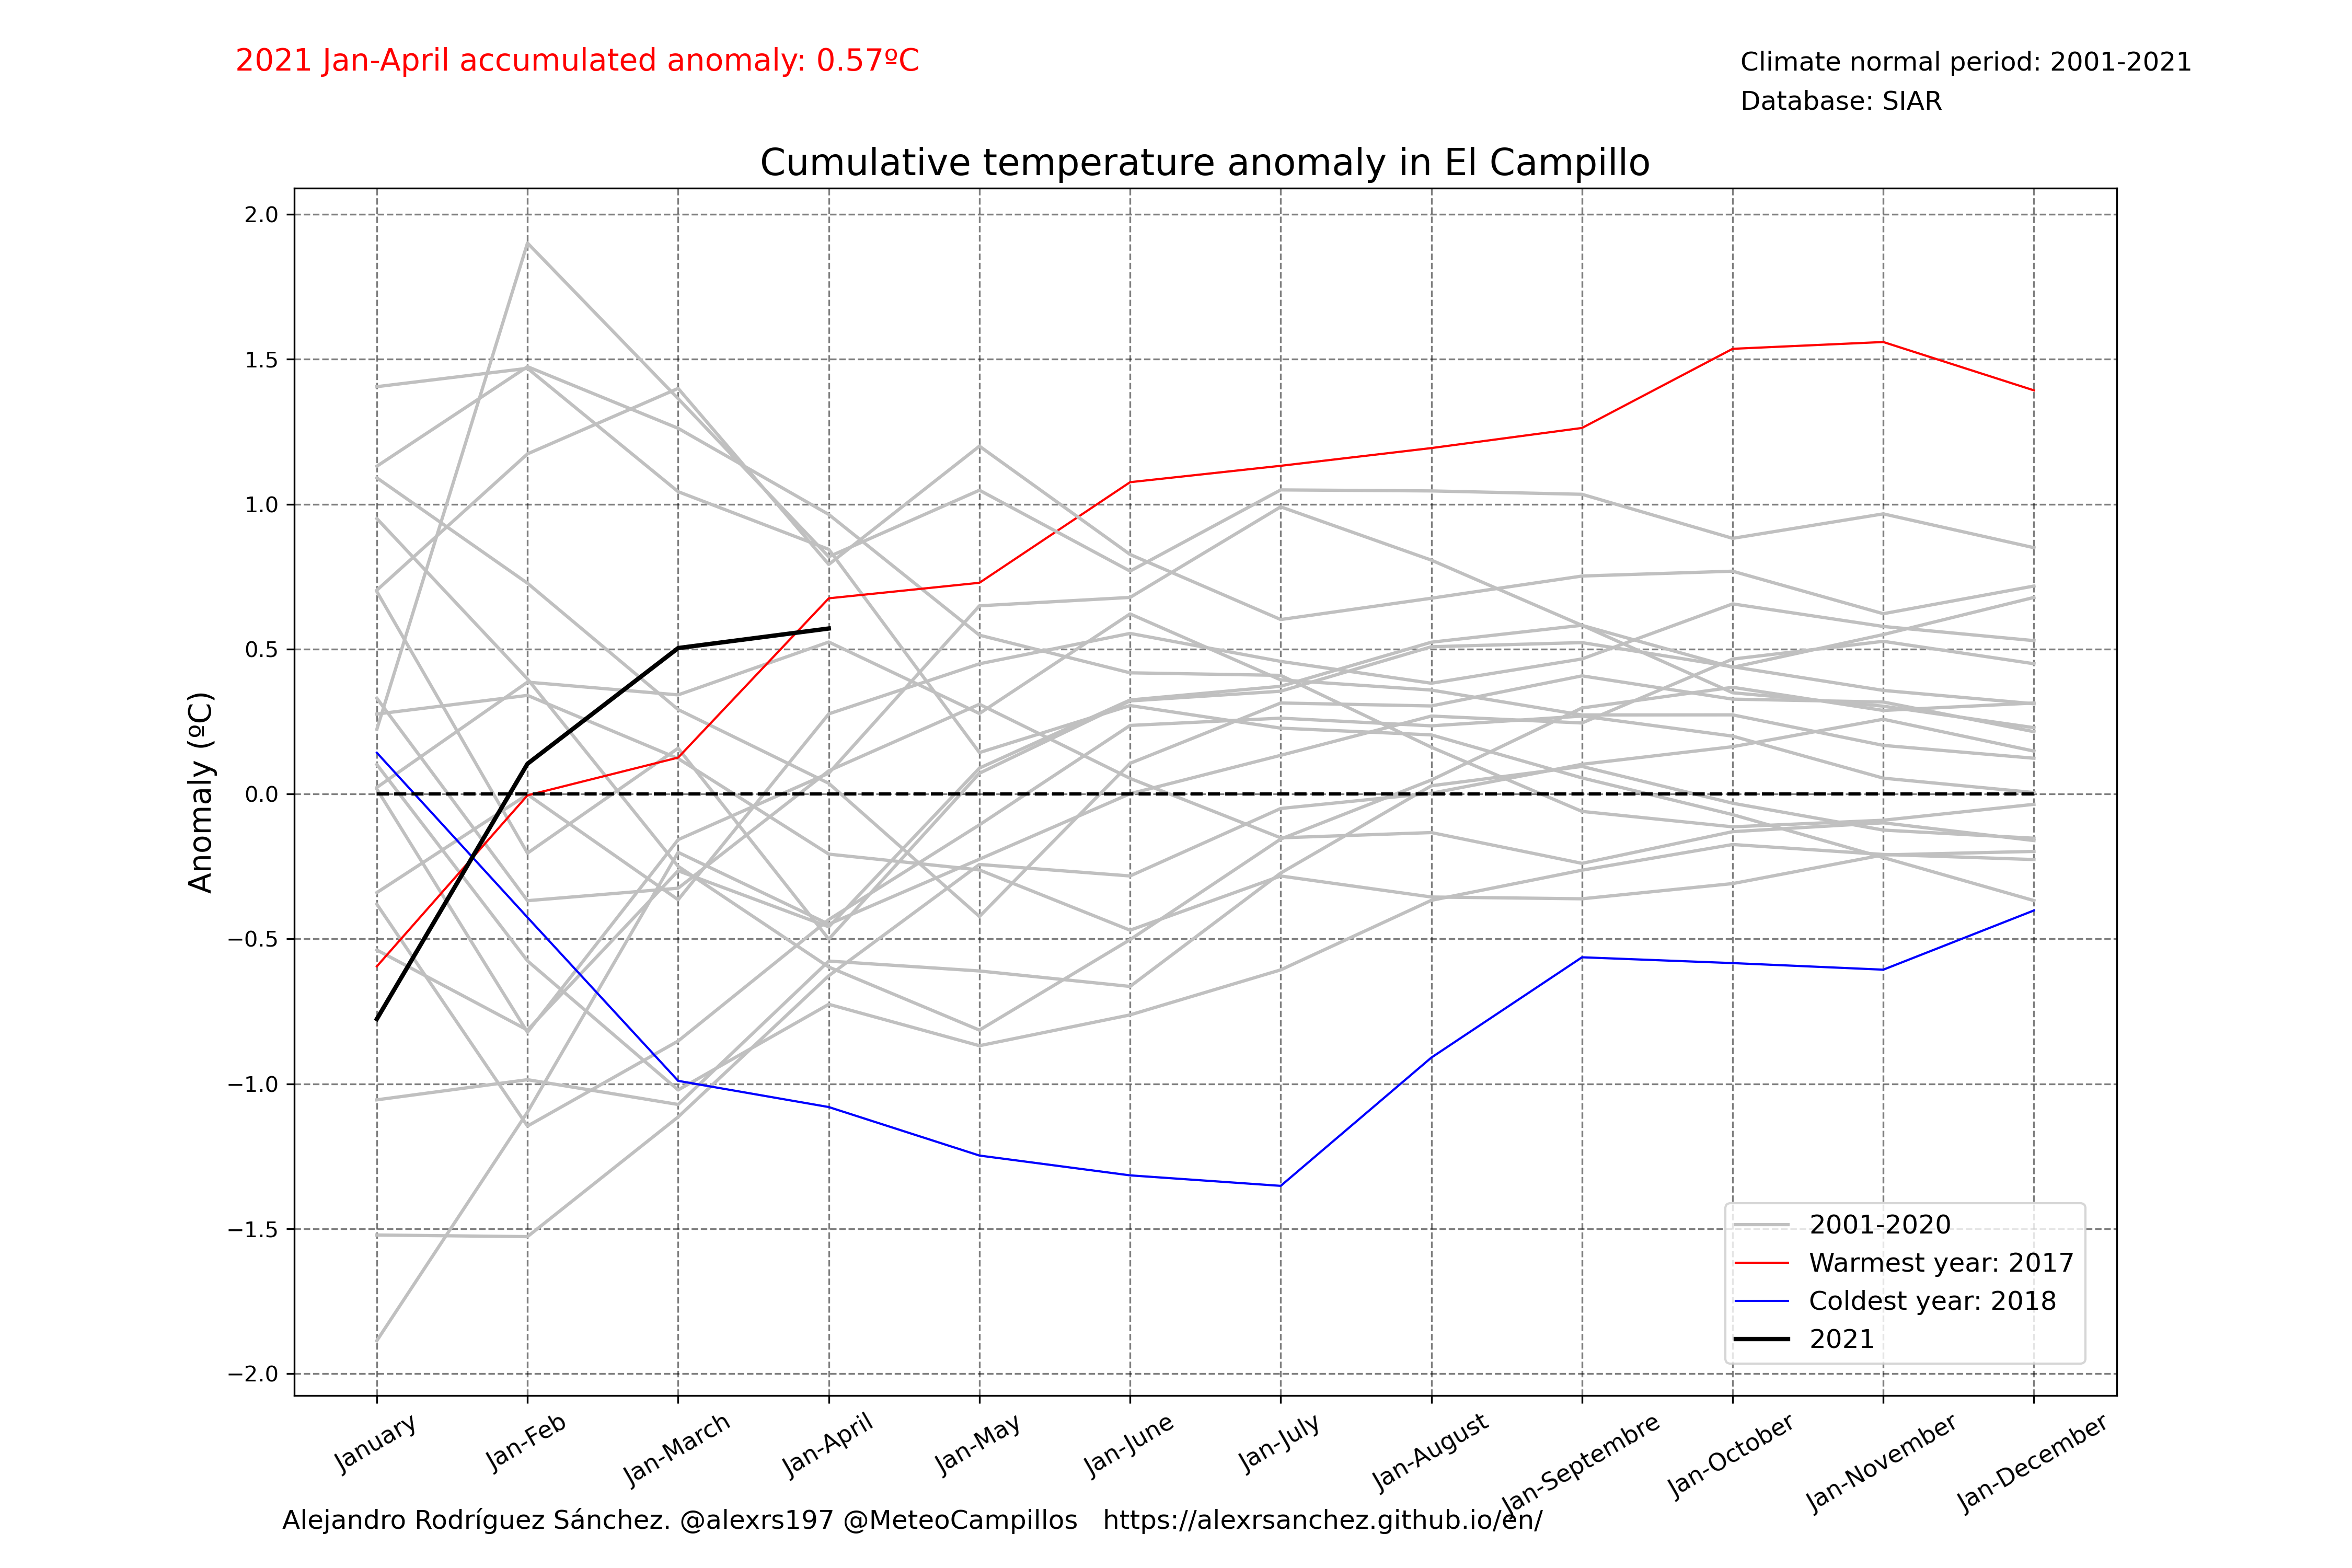 2021 Jan-April accumulated anomaly: 0.57ºC
Climate normal period: 2001-2021
Database: SIAR
Cumulative temperature anomaly in El Campillo
Anomaly (ºC)
2.0
1.5
1.0
0.5
0.0
−0.5
−1.0
−1.5
−2.0
2001-2020
Warmest year: 2017
Coldest year: 2018
2021
January
Jan-Feb
Jan-March
Jan-April
Jan-May
Jan-June
Jan-July
Jan-August
Jan-Septembre
Jan-October
Jan-November
Jan-December
Alejandro Rodríguez Sánchez. @alexrs197 @MeteoCampillos https://alexrsanchez.github.io/en/